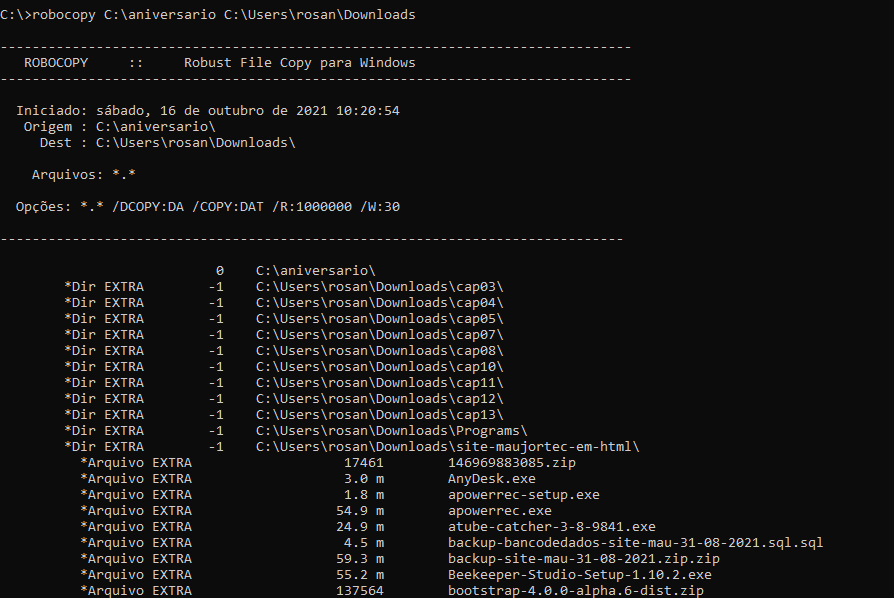 C:\>robocopy C:\aniversario C:\Users\rosan\Downloads
-------------------------------------------------------------------------------
ROBOCOPY     ::     Robust File Copy para Windows
-------------------------------------------------------------------------------
Iniciado: sábado, 16 de outubro de 2021 10:20:54
Origem : C:\aniversario\
Dest : C:\Users\rosan\Downloads\
Arquivos: *.*
Opções: *.* /DCOPY:DA /COPY:DAT /R:1000000 /W:30
------------------------------------------------------------------------------
0    C:\aniversario\
*Dir EXTRA        -1    C:\Users\rosan\Downloads\cap03\
*Dir EXTRA        -1    C:\Users\rosan\Downloads\cap04\
*Dir EXTRA        -1    C:\Users\rosan\Downloads\cap05\
*Dir EXTRA        -1    C:\Users\rosan\Downloads\cap07\
*Dir EXTRA        -1    C:\Users\rosan\Downloads\cap08\
*Dir EXTRA        -1    C:\Users\rosan\Downloads\cap10\
*Dir EXTRA        -1    C:\Users\rosan\Downloads\cap11\
*Dir EXTRA        -1    C:\Users\rosan\Downloads\cap12\
*Dir EXTRA        -1    C:\Users\rosan\Downloads\cap13\
*Dir EXTRA        -1    C:\Users\rosan\Downloads\Programs\
*Dir EXTRA        -1    C:\Users\rosan\Downloads\site-maujortec-em-html\
*Arquivo EXTRA                   17461        146969883085.zip
*Arquivo EXTRA                   3.0 m        AnyDesk.exe
*Arquivo EXTRA                   1.8 m        apowerrec-setup.exe
*Arquivo EXTRA                  54.9 m        apowerrec.exe
*Arquivo EXTRA                  24.9 m        atube-catcher-3-8-9841.exe
*Arquivo EXTRA                   4.5 m        backup-bancodedados-site-mau-31-08-2021.sql.sql
*Arquivo EXTRA                  59.3 m        backup-site-mau-31-08-2021.zip.zip
*Arquivo EXTRA                  55.2 m        Beekeeper-Studio-Setup-1.10.2.exe
*Arquivo EXTRA                  137564        bootstrap-4.0.0-alpha.6-dist.zip